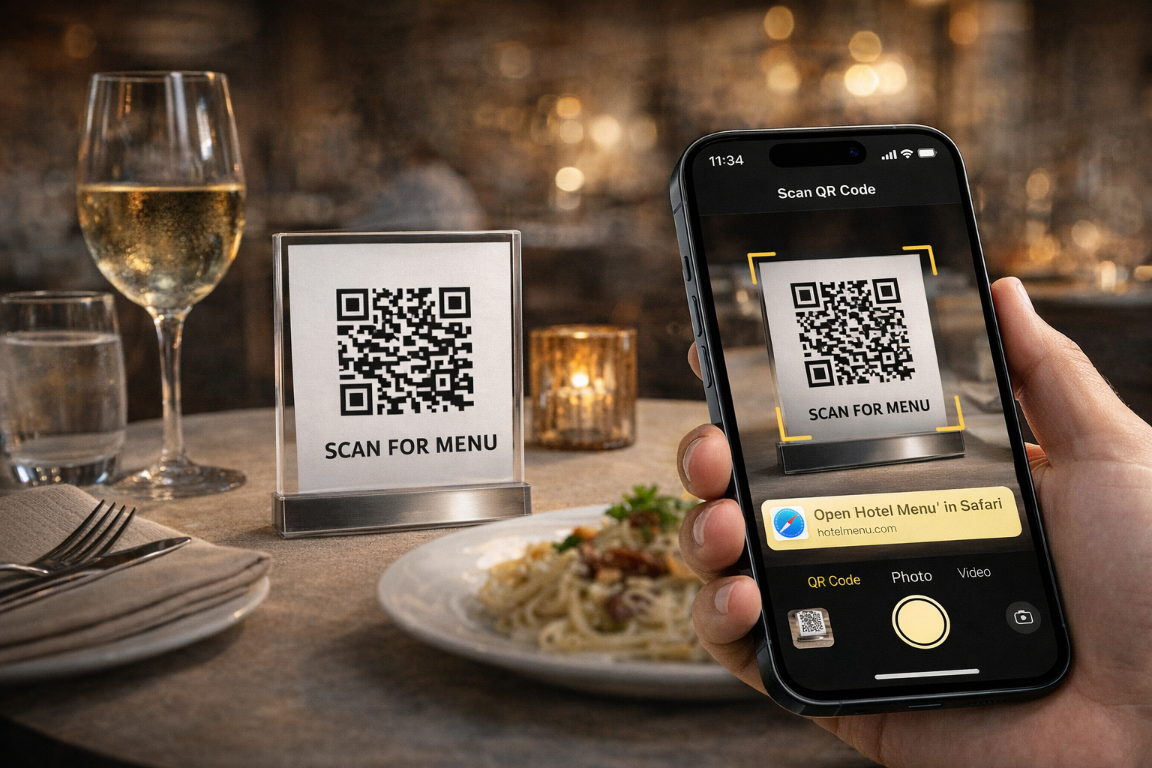 SCAN FOR MENU
11:34
Scan QR Code
SCAN FOR MENU
Open Hotel Menu' in Safari
hotelmenu.com
QR Code
Photo
Video